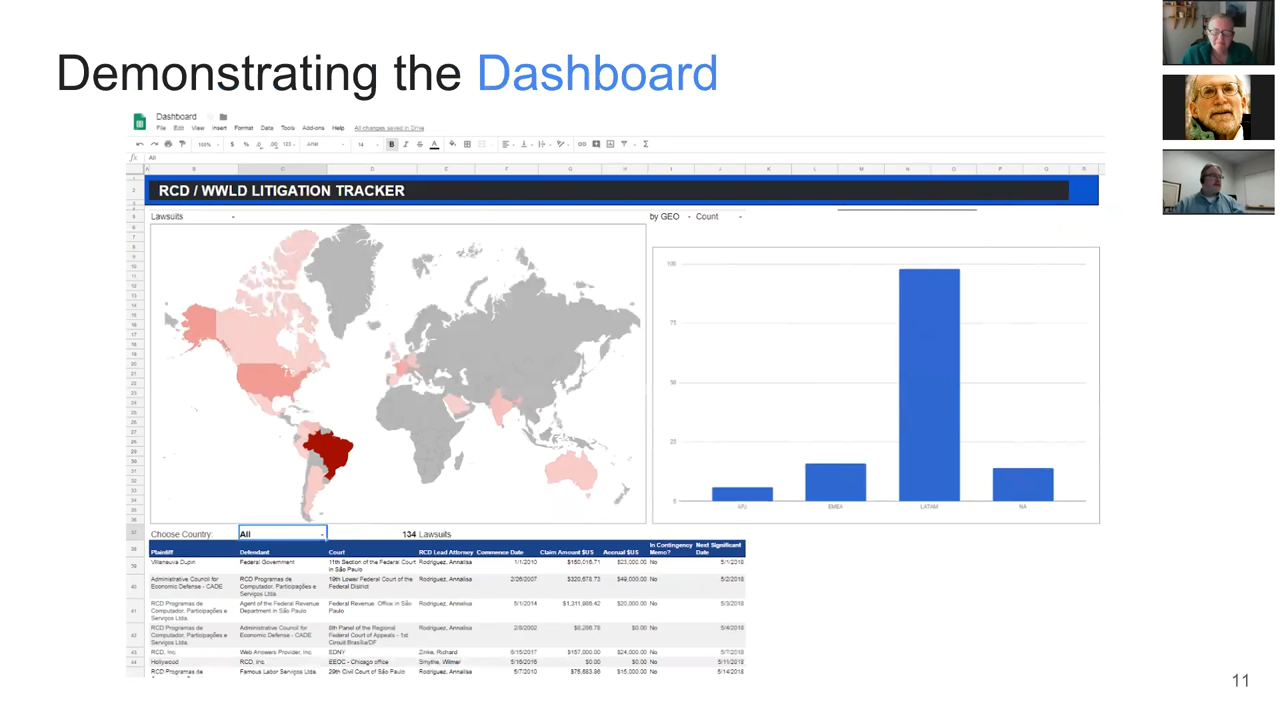 Demonstrating the Dashboard
Dashboard
File Edit View Insert Format Data Tools Add-ons Help All changes saved in Drive
100% $ % .0 .00 123 Arial 14 B I S A
fx All
RCD / WWLD LITIGATION TRACKER
Lawsuits - by GEO - Count -
100
75
50
25
APJ EMEA LATAM NA
Choose Country: All 134 Lawsuits
Plaintiff Defendant Court RCD Lead Attorney Commence Date Claim Amount $US Accrual $US In Contingency Memo? Next Significant Date
Villanueva Dupin Federal Government 11th Section of the Federal Court in São Paulo Rodriguez, Annalisa 1/1/2010 $150,016.71 $23,000.00 No 5/1/2018
Administrative Council for Economic Defense - CADE RCD Programas de Computador, Participações e Serviços Ltda. 19th Lower Federal Court of the Federal District Rodriguez, Annalisa 2/26/2007 $320,678.73 $49,000.00 No 5/2/2018
RCD Programas de Computador, Participações e Serviços Ltda. Agent of the Federal Revenue Department in São Paulo Federal Revenue Office in São Paulo Rodriguez, Annalisa 5/1/2014 $1,311,986.42 $20,000.00 No 5/3/2018
RCD Programas de Computador, Participações e Serviços Ltda. Administrative Council for Economic Defense - CADE 8th Panel of the Regional Federal Court of Appeals - 1st Circuit Brasília/DF Rodriguez, Annalisa 2/8/2002 $8,286.78 $0.00 No 5/4/2018
RCD, Inc. Web Answers Provider, Inc. EDNY Zinke, Richard 6/15/2017 $157,000.00 $24,000.00 No 5/7/2018
Hollywood RCD, Inc. EEOC - Chicago office Smythe, Wilmer 5/16/2016 $0.00 $0.00 No 5/11/2018
RCD Programas de Famous Labor Serviços Ltda. 29th Civil Court of São Paulo Rodriguez, Annalisa 5/7/2010 $75,683.86 $15,000.00 No 5/14/2018
11